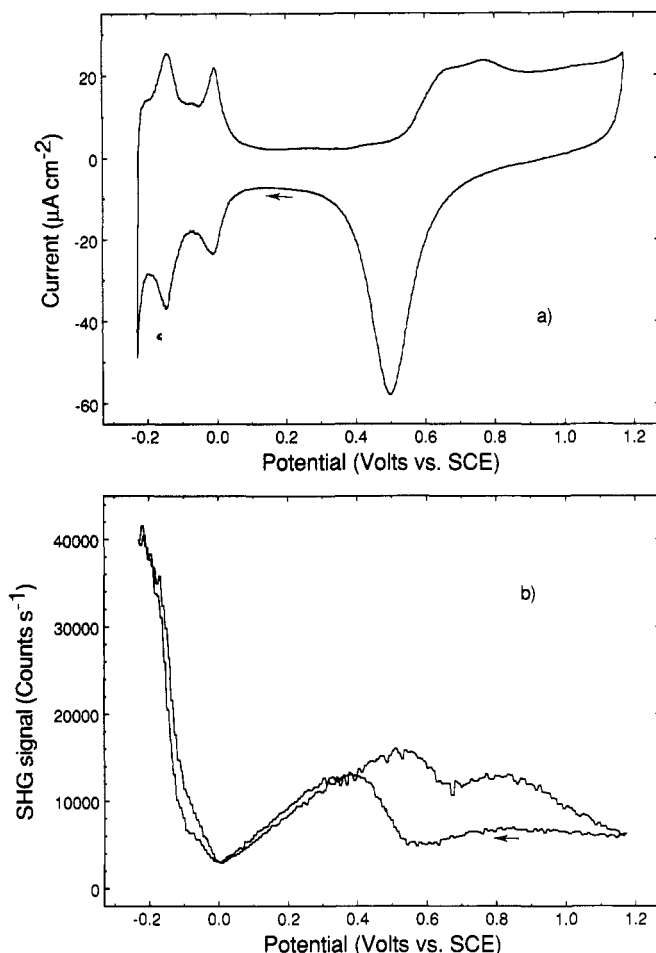 20
0
-20
-40
-60
Current (μA cm⁻²)
a)
-0.2 0.0 0.2 0.4 0.6 0.8 1.0 1.2
Potential (Volts vs. SCE)
40000
30000
20000
10000
0
SHG signal (Counts s⁻¹)
b)
-0.2 0.0 0.2 0.4 0.6 0.8 1.0 1.2
Potential (Volts vs. SCE)